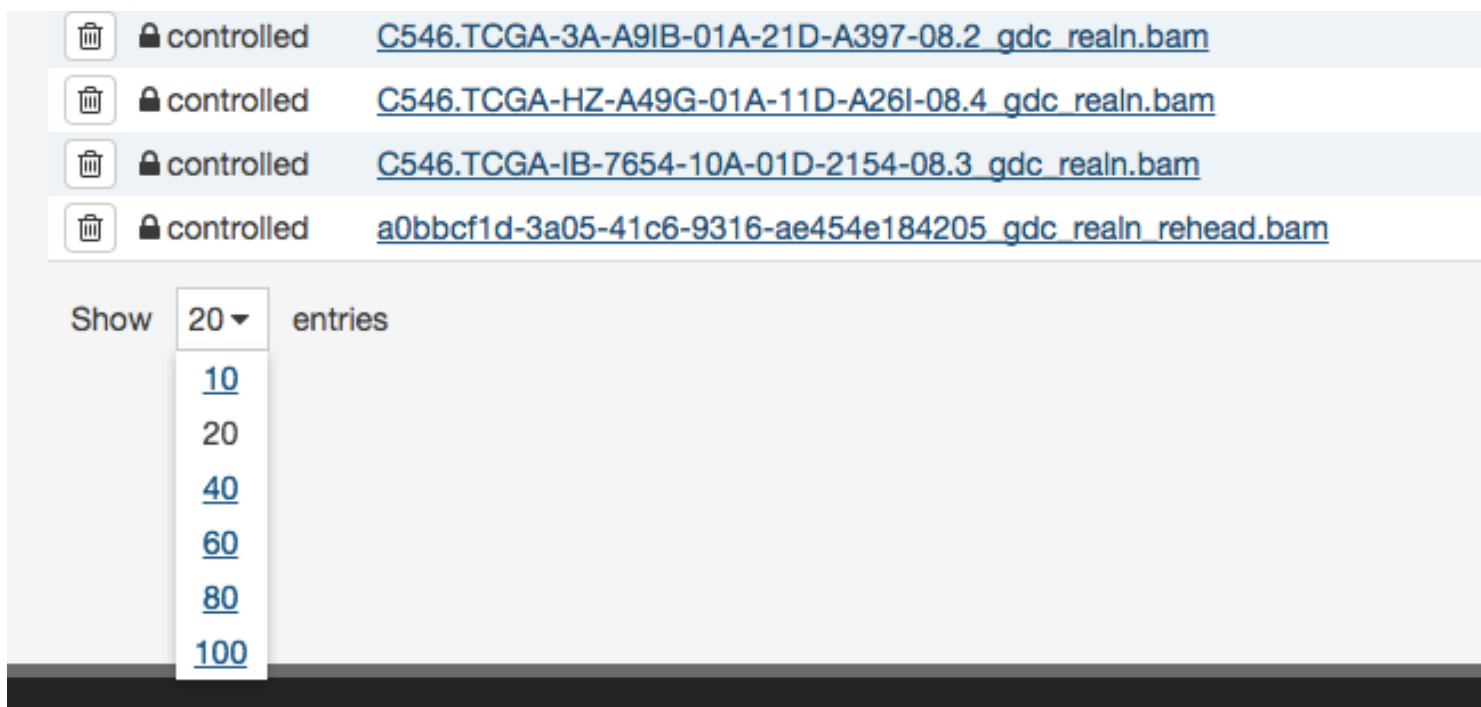 controlled C546.TCGA-3A-A9IB-01A-21D-A397-08.2_gdc_realn.bam
controlled C546.TCGA-HZ-A49G-01A-11D-A26I-08.4_gdc_realn.bam
controlled C546.TCGA-IB-7654-10A-01D-2154-08.3_gdc_realn.bam
controlled a0bbcf1d-3a05-41c6-9316-ae454e184205_gdc_realn_rehead.bam
Show 20 entries
10
20
40
60
80
100